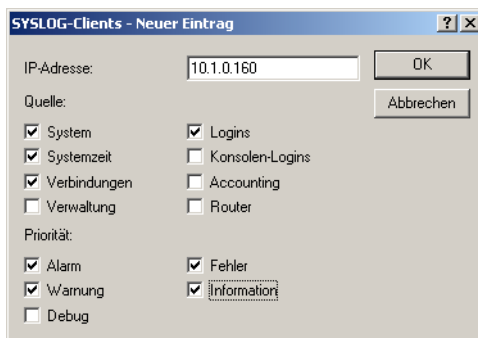 SYSLOG-Clients - Neuer Eintrag
IP-Adresse: 10.1.0.160 OK
Quelle: Abbrechen
System Logins
Systemzeit Konsolen-Logins
Verbindungen Accounting
Verwaltung Router
Priorität:
Alarm Fehler
Warnung Information
Debug